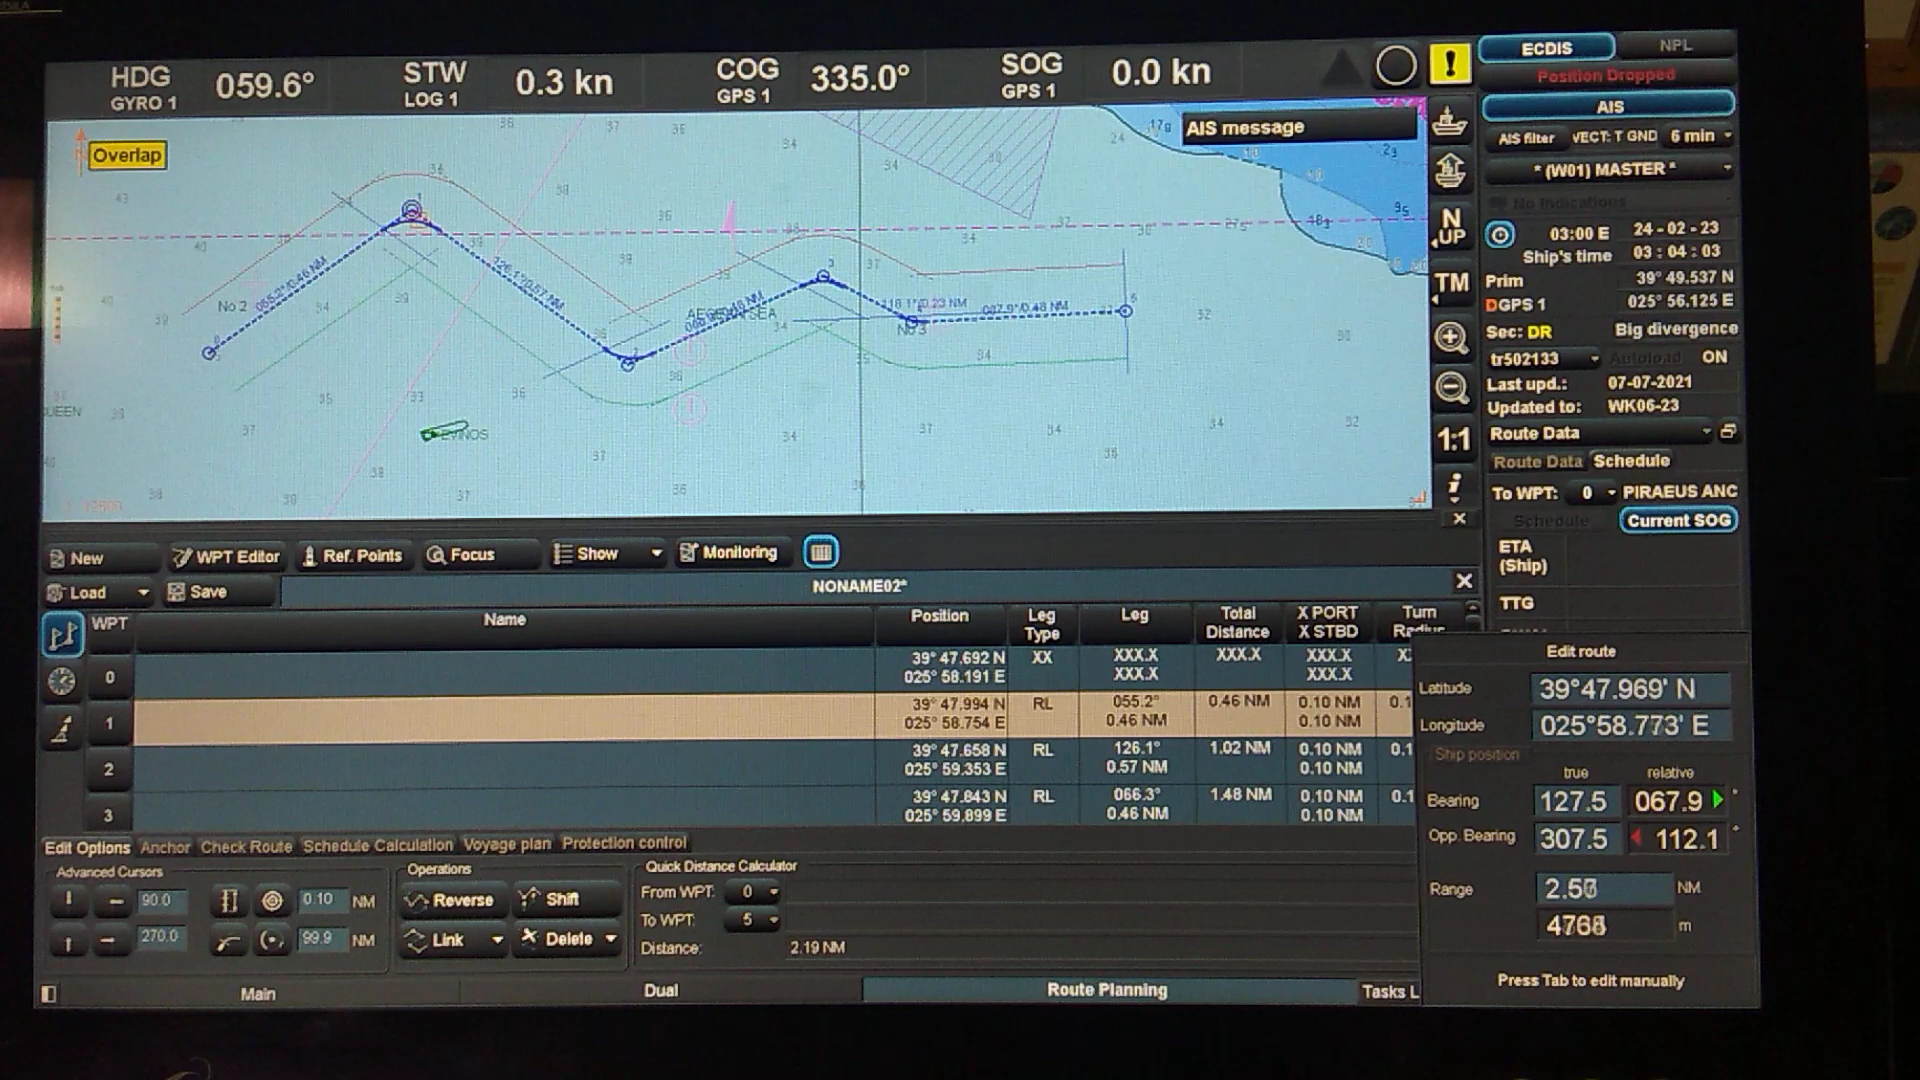 HDG 059.6°
GYRO 1
STW 0.3 kn
LOG 1
COG 335.0°
GPS 1
SOG 0.0 kn
GPS 1
ECDIS NPL
Position Dropped
AIS
AIS filter VECT: T GND 6 min
* (W01) MASTER *
No Indications
03:00 E 24-02-23
Ship's time 03:04:03
Prim 39° 49.537 N
DGPS 1 025° 56.125 E
Sec: DR Big divergence
tr502133 Autoload ON
Last upd.: 07-07-2021
Updated to: WK06-23
Route Data
Route Data Schedule
To WPT: 0 PIRAEUS ANC
Schedule Current SOG
ETA
(Ship)
TTG
Overlap
AIS message
N
UP
TM
1:1
No 2
055.2°/0.46 NM
AEGEAN SEA
118.1°/0.23 NM
No 3
087.9°/0.48 NM
EVINOS
New WPT Editor Ref. Points Focus Show Monitoring
Load Save NONAME02*
WPT Name Position Leg Type Leg Total Distance X PORT X STBD Turn Radius
0 39° 47.692 N 025° 58.191 E XX XXX.X XXX.X XXX.X XXX.X XXX.X
1 39° 47.994 N 025° 58.754 E RL 055.2° 0.46 NM 0.46 NM 0.10 NM 0.10 NM 0.1
2 39° 47.658 N 025° 59.353 E RL 126.1° 0.57 NM 1.02 NM 0.10 NM 0.10 NM 0.1
3 39° 47.843 N 025° 59.899 E RL 066.3° 0.46 NM 1.48 NM 0.10 NM 0.10 NM 0.1
Edit route
Latitude 39°47.969' N
Longitude 025°58.773' E
Ship position
true relative
Bearing 127.5 067.9 °
Opp. Bearing 307.5 112.1 °
Range NM
m
Press Tab to edit manually
Edit Options Anchor Check Route Schedule Calculation Voyage plan Protection control
Advanced Cursors
90.0 0.10 NM
270.0 99.9 NM
Operations
Reverse Shift
Link Delete
Quick Distance Calculator
From WPT: 0
To WPT: 5
Distance: 2.19 NM
Main Dual Route Planning Tasks L